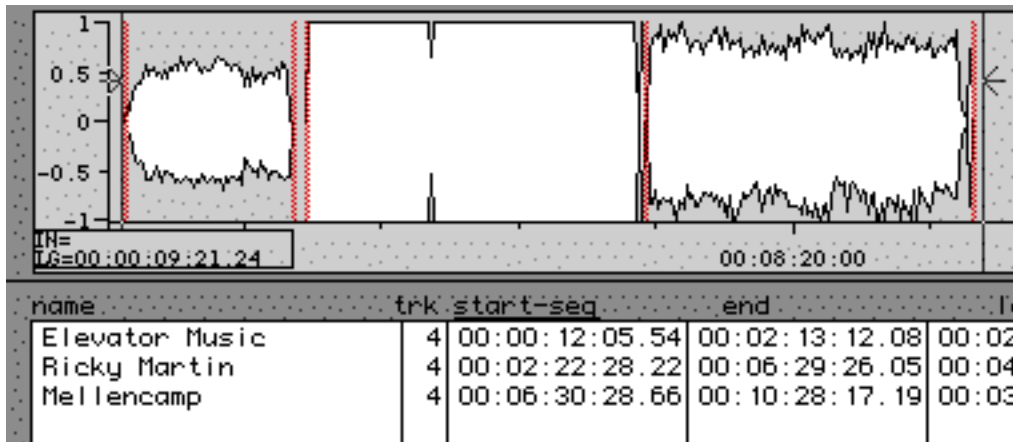 1
0.5
0
-0.5
-1
IN=
LG=00:00:09:21.24
00:08:20:00
name trk start-seq end
Elevator Music 4 00:00:12:05.54 00:02:13:12.08 00:02
Ricky Martin 4 00:02:22:28.22 00:06:29:26.05 00:04
Mellencamp 4 00:06:30:28.66 00:10:28:17.19 00:03